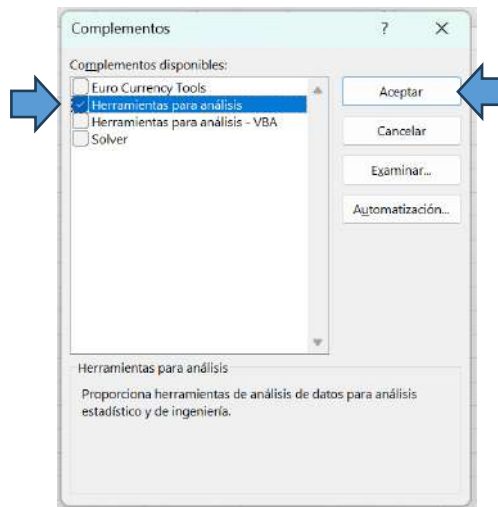 Complementos ?
Complementos disponibles:
Euro Currency Tools
Herramientas para análisis
Herramientas para análisis - VBA
Solver
Aceptar
Cancelar
Examinar...
Automatización...
Herramientas para análisis
Proporciona herramientas de análisis de datos para análisis
estadístico y de ingeniería.